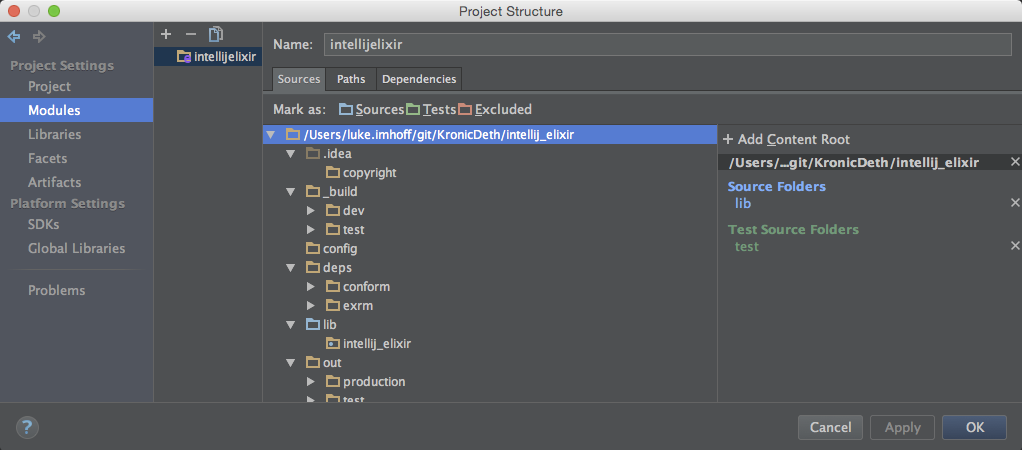 Project Structure
Project Settings
Project
Modules
Libraries
Facets
Artifacts
Platform Settings
SDKs
Global Libraries
Problems
intellijelixir
Name: intellijelixir
Sources Paths Dependencies
Mark as: Sources Tests Excluded
/Users/luke.imhoff/git/KronicDeth/intellij_elixir
.idea
copyright
_build
dev
test
config
deps
conform
exrm
lib
intellij_elixir
out
production
test
+ Add Content Root
/Users/...git/KronicDeth/intellij_elixir
Source Folders
lib
Test Source Folders
test
? Cancel Apply OK